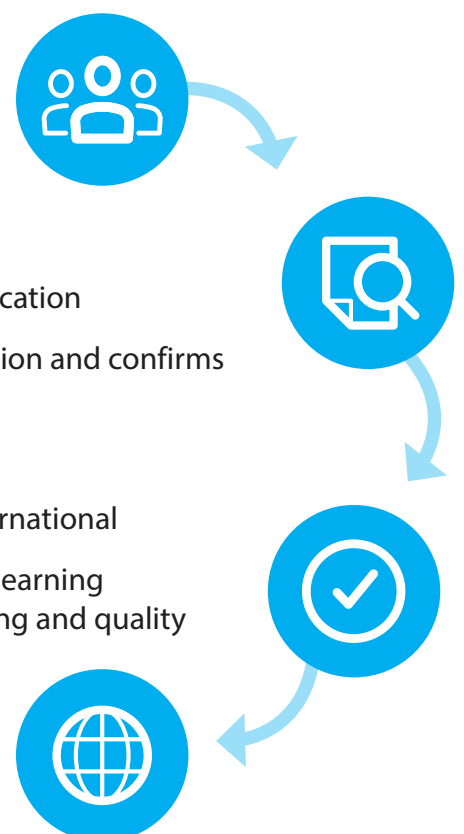 cation
ion and confirms
rnational
earning
ng and quality